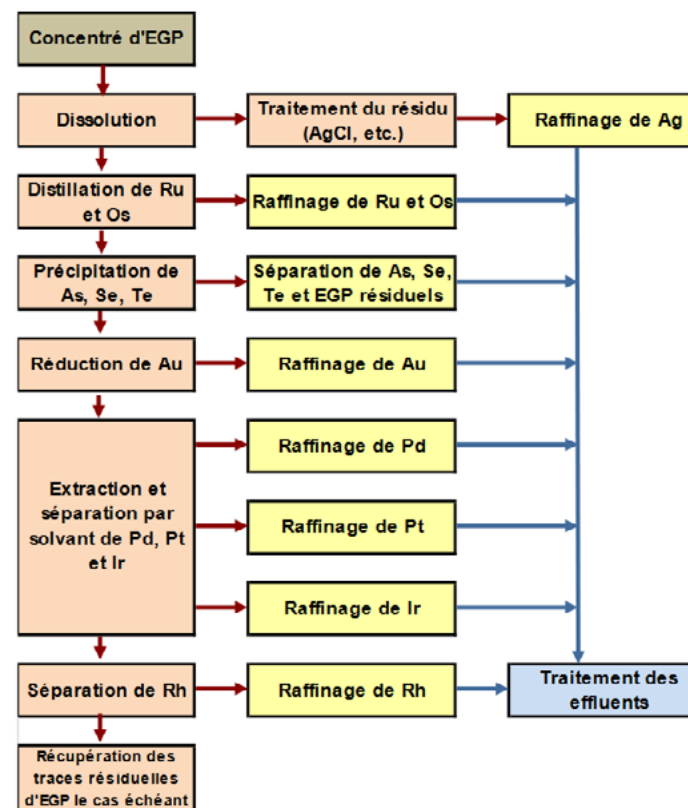 Concentré d'EGP
Dissolution
Traitement du résidu
(AgCl, etc.)
Raffinage de Ag
Distillation de Ru
et Os
Raffinage de Ru et Os
Précipitation de
As, Se, Te
Séparation de As, Se,
Te et EGP résiduels
Réduction de Au
Raffinage de Au
Extraction et
séparation par
solvant de Pd, Pt
et Ir
Raffinage de Pd
Raffinage de Pt
Raffinage de Ir
Séparation de Rh
Raffinage de Rh
Traitement des
effluents
Récupération des
traces résiduelles
d'EGP le cas échéant